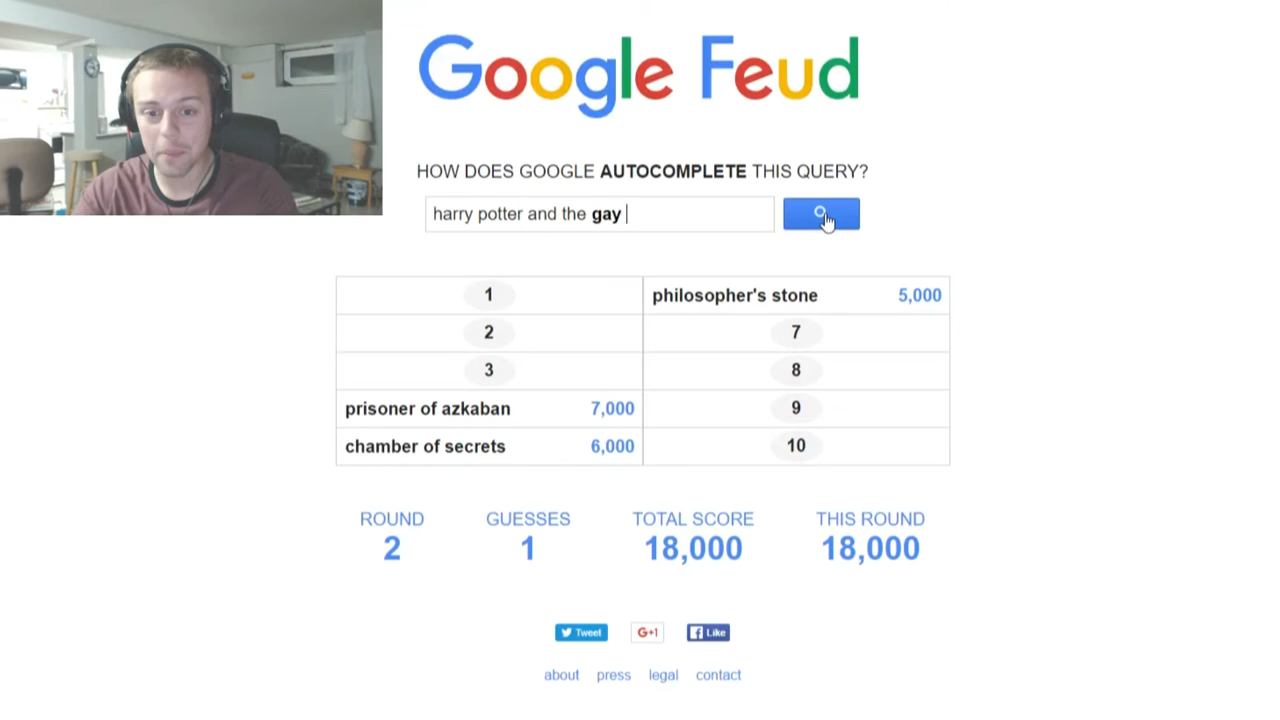 Google Feud
HOW DOES GOOGLE AUTOCOMPLETE THIS QUERY?
harry potter and the gay
1
philosopher's stone 5,000
2
7
3
8
prisoner of azkaban 7,000
9
chamber of secrets 6,000
10
ROUND GUESSES TOTAL SCORE THIS ROUND
2 1 18,000 18,000
Tweet G+1 Like
about press legal contact